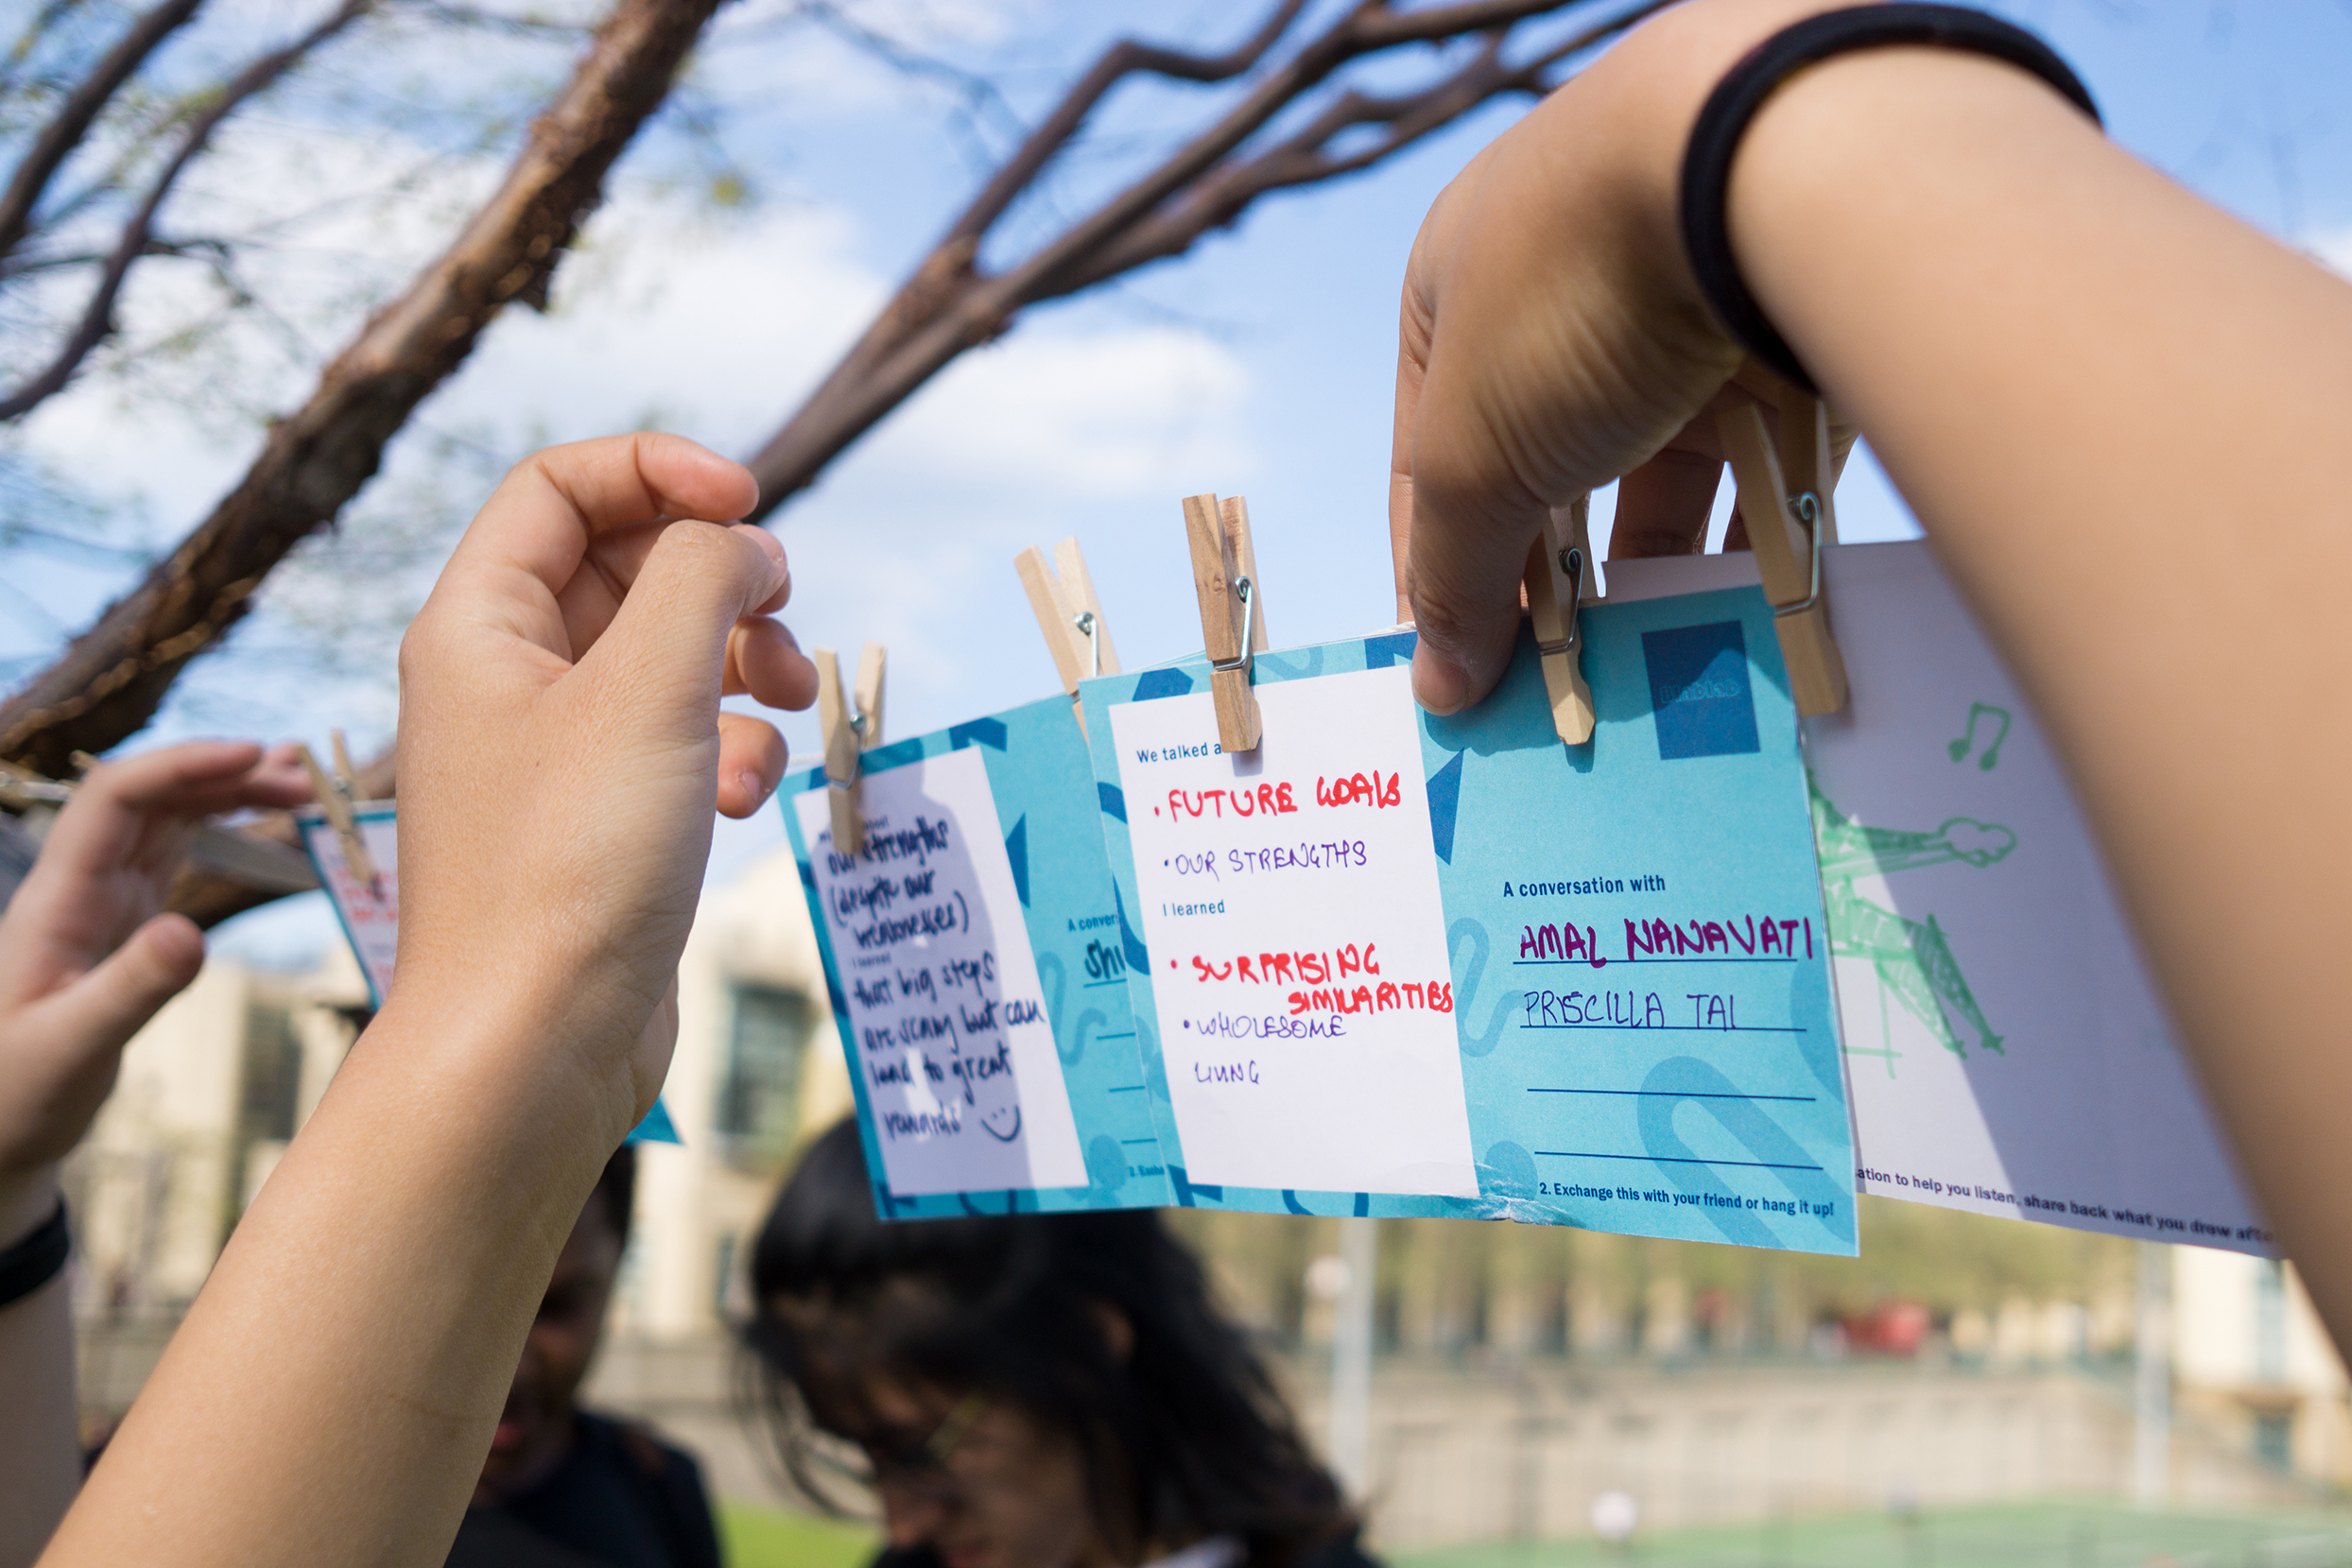 our strengths
(despite our
weaknesses)
I learned
that big steps
are scary but can
lead to great
rewards
A conver
Shi
2. Excha
We talked a
• FUTURE GOALS
• OUR STRENGTHS
I learned
• SURPRISING
SIMILARITIES
• WHOLESOME
LIVING
Blablab
A conversation with
AMAL NANAVATI
PRISCILLA TAI
2. Exchange this with your friend or hang it up!
ation to help you listen, share back what you drew afte